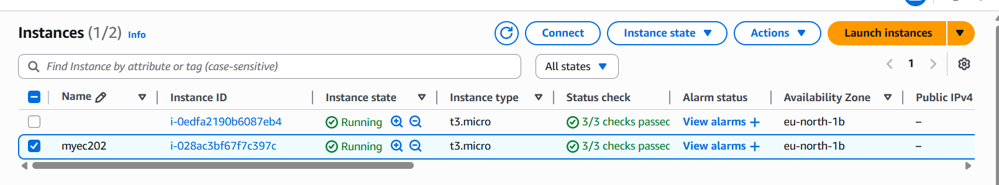 Instances (1/2) Info Connect Instance state Actions Launch instances
Find Instance by attribute or tag (case-sensitive) All states 1
Name Instance ID Instance state Instance type Status check Alarm status Availability Zone Public IPv4
i-0edfa2190b6087eb4 Running t3.micro 3/3 checks passec View alarms + eu-north-1b –
myec202 i-028ac3bf67f7c397c Running t3.micro 3/3 checks passec View alarms + eu-north-1b –